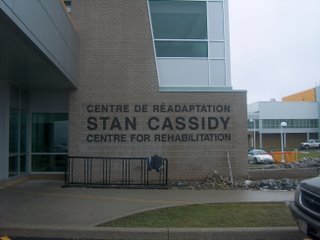 CENTRE DE RÉADAPTATION
STAN CASSIDY
CENTRE FOR REHABILITATION